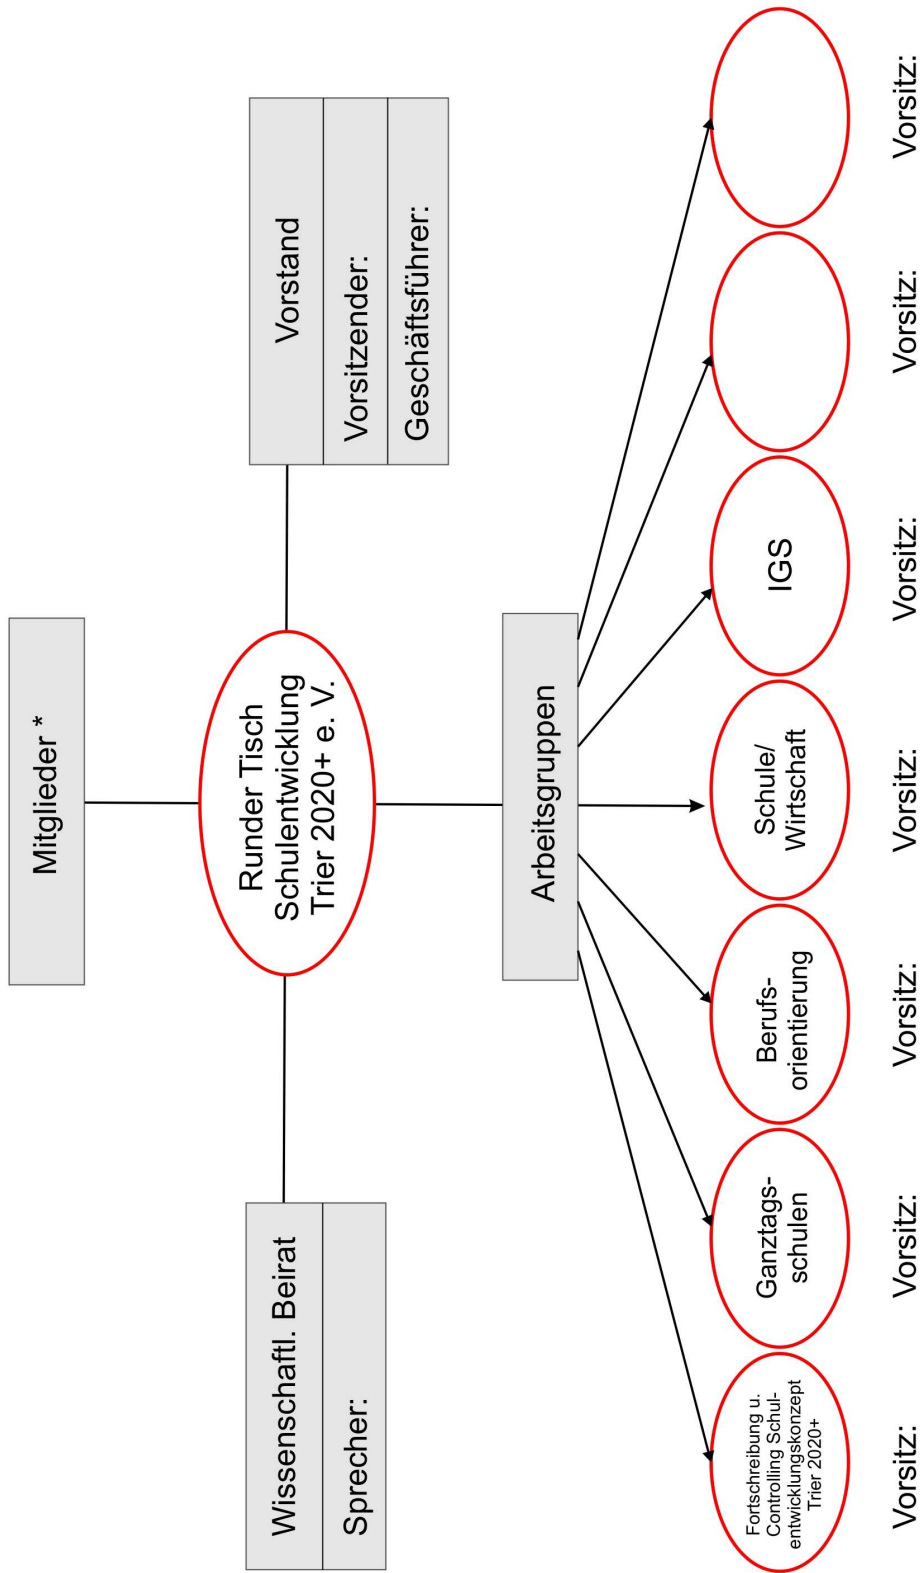 Mitglieder *
Wissenschaftl. Beirat
Sprecher:
Runder Tisch
Schulentwicklung
Trier 2020+ e. V.
Vorstand
Vorsitzender:
Geschäftsführer:
Arbeitsgruppen
Fortschreibung u.
Controlling Schul-
entwicklungskonzept
Trier 2020+
Ganztags-
schulen
Berufs-
orientierung
Schule/
Wirtschaft
IGS
Vorsitz:
Vorsitz:
Vorsitz:
Vorsitz:
Vorsitz:
Vorsitz:
Vorsitz: